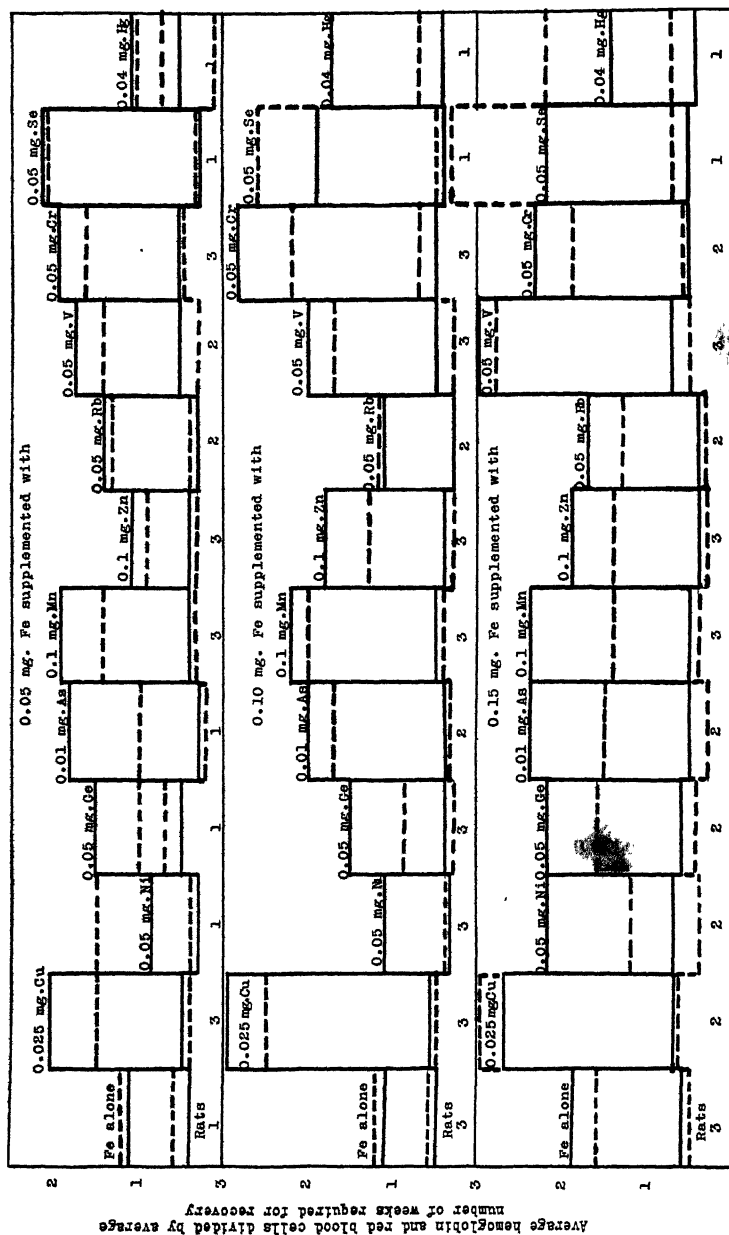 0.05 mg. Fe supplemented with
Fe alone
0.025 mg.Cu
0.05 mg.Ni
0.05 mg.Ge
0.01 mg.As
0.1 mg.Mn
0.1 mg.Zn
0.05 mg.Rb
0.05 mg.V
0.05 mg.Cr
0.05 mg.Se
0.04 mg.Hg
2
1
Rats
1 3 1 1 1 3 3 2 2 3 1 1
0.10 mg. Fe supplemented with
Fe alone
0.025 mg.Cu
0.05 mg.Ni
0.05 mg.Ge
0.01 mg.As
0.1 mg.Mn
0.1 mg.Zn
0.05 mg.Rb
0.05 mg.V
0.05 mg.Cr
0.05 mg.Se
0.04 mg.Hg
2
1
Rats
3 3 3 3 2 3 3 2 3 3 1 1
0.15 mg. Fe supplemented with
Fe alone
0.025mgCu
0.05 mg.Ni
0.05 mg.Ge
0.01 mg.As
0.1 mg.Mn
0.1 mg.Zn
0.05 mg.Rb
0.05 mg.V
0.05 mg.Cr
0.05 mg.Se
0.04 mg.Hg
2
1
Rats
3 2 2 2 2 3 3 2 3 2 1 1
Average hemoglobin and red blood cells divided by average
number of weeks required for recovery